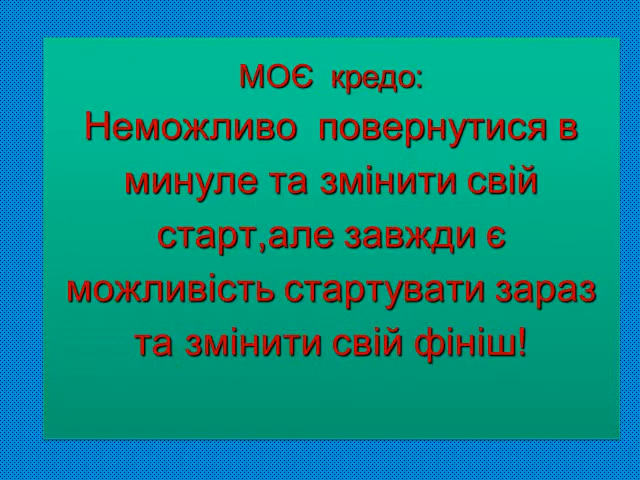 МОЄ  кредо:
Неможливо  повернутися в
минуле та змінити свій
старт,але завжди є
можливість стартувати зараз
та змінити свій фініш!